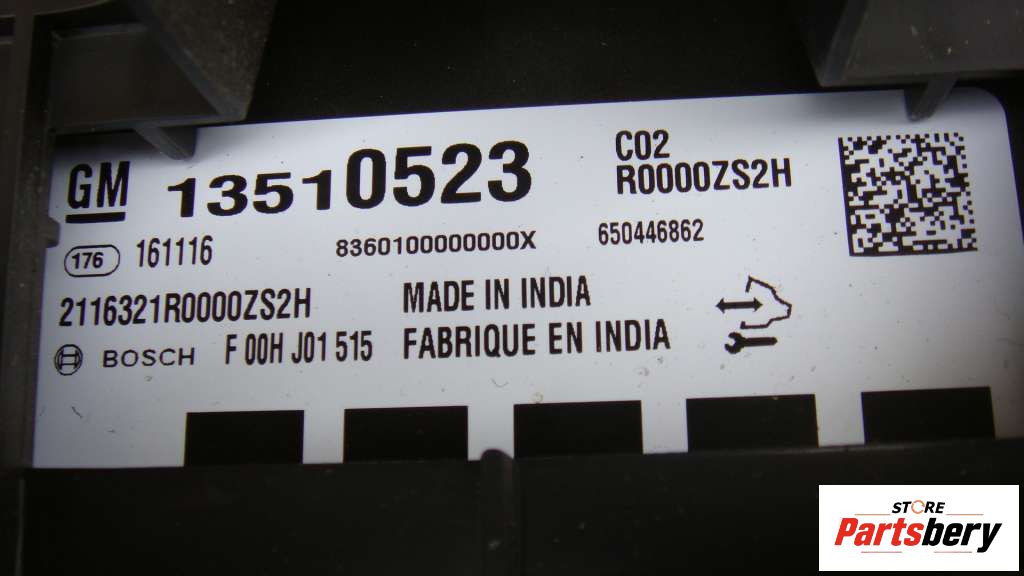 GM 13510523 C02
R0000ZS2H
176 161116 8360100000000X 650446862
2116321R0000ZS2H MADE IN INDIA
BOSCH F 00H J01 515 FABRIQUE EN INDIA
STORE
Partsbery